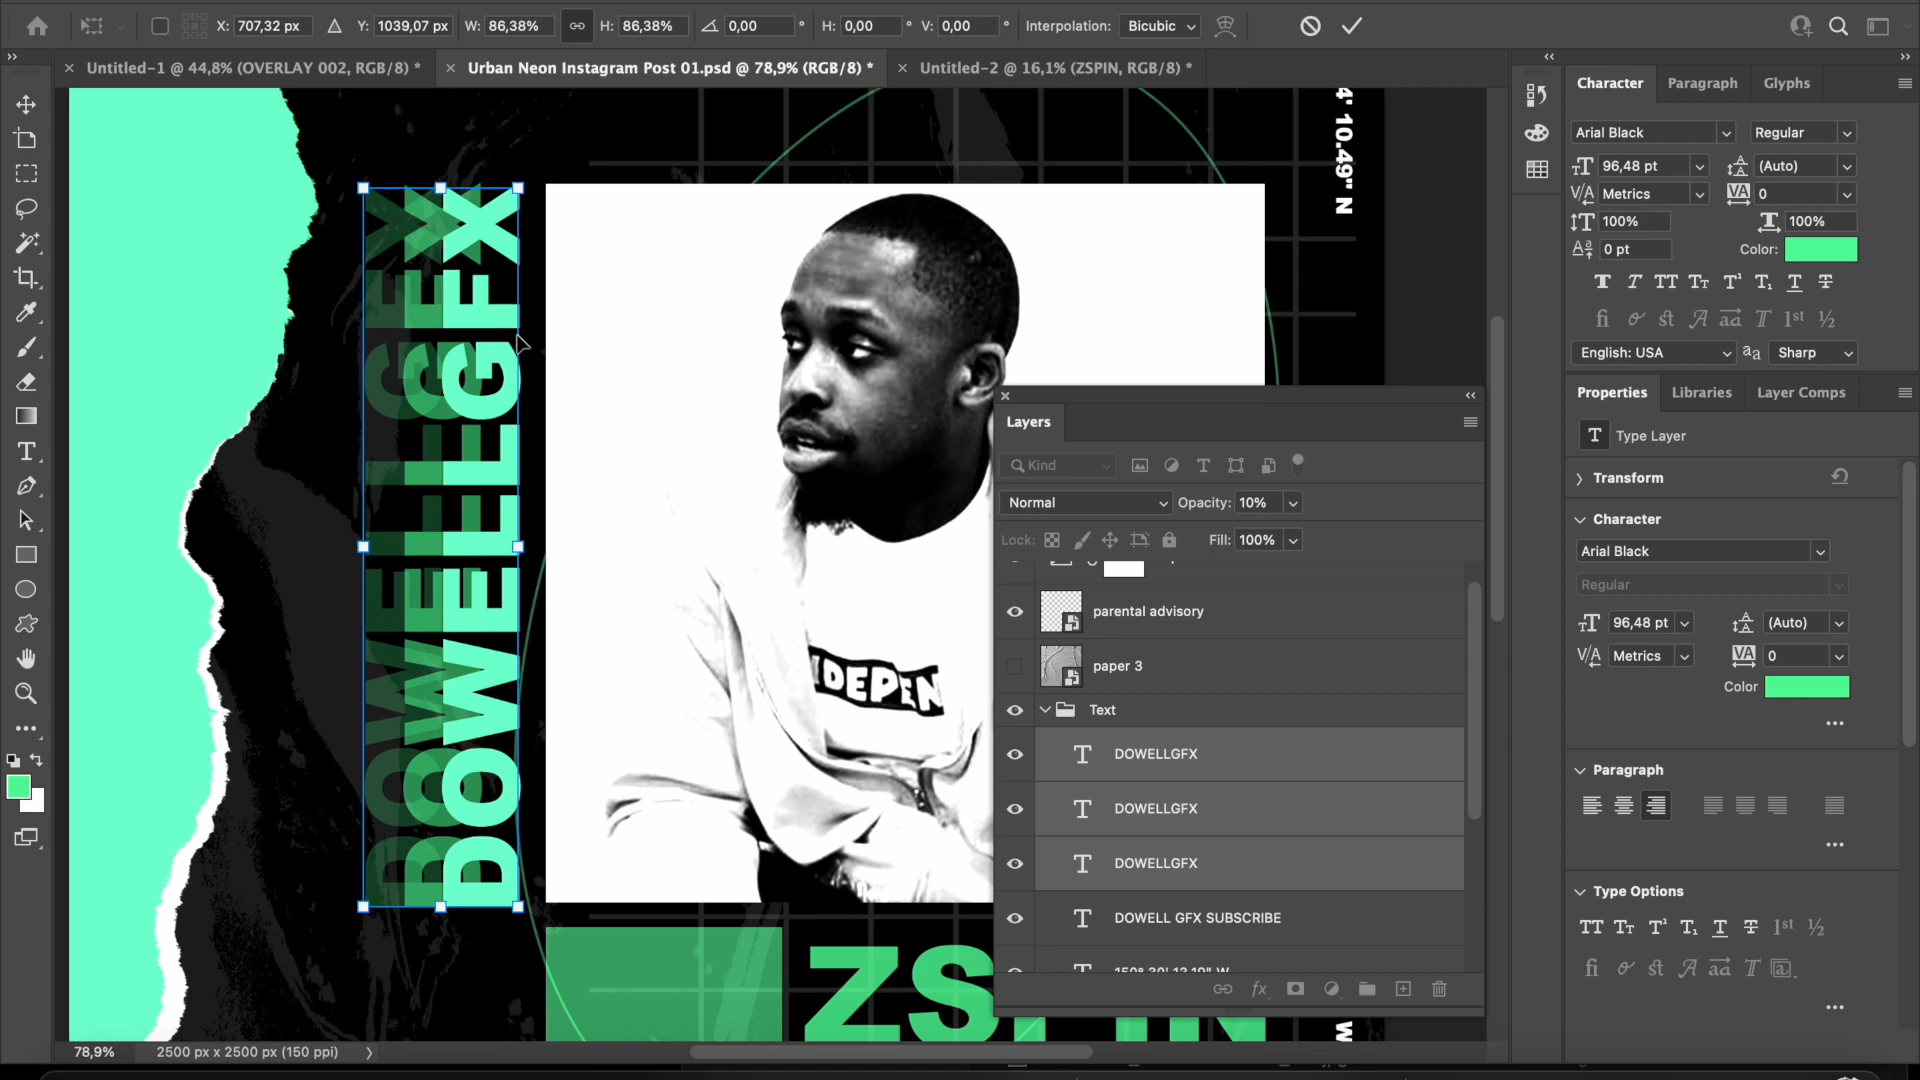 X: 707,32 px Y: 1039,07 px W: 86,38% H: 86,38% 0,00 ° H: 0,00 ° V: 0,00 ° Interpolation: Bicubic
Untitled-1 @ 44,8% (OVERLAY 002, RGB/8) *
Urban Neon Instagram Post 01.psd @ 78,9% (RGB/8) *
Untitled-2 @ 16,1% (ZSPIN, RGB/8) *
4' 10.49" N
DOWELLGFX
DOWELLGFX
DOWELLGFX
DEPEN
ZSPIN
W
Layers
Kind
Normal Opacity: 10%
Lock: Fill: 100%
parental advisory
paper 3
Text
DOWELLGFX
DOWELLGFX
DOWELLGFX
DOWELL GFX SUBSCRIBE
fx
Character Paragraph Glyphs
Arial Black Regular
96,48 pt (Auto)
Metrics 0
100% 100%
0 pt Color:
English: USA aa Sharp
Properties Libraries Layer Comps
Type Layer
Transform
Character
Arial Black
Regular
96,48 pt (Auto)
Metrics 0
Color
Paragraph
Type Options
78,9% 2500 px x 2500 px (150 ppi)